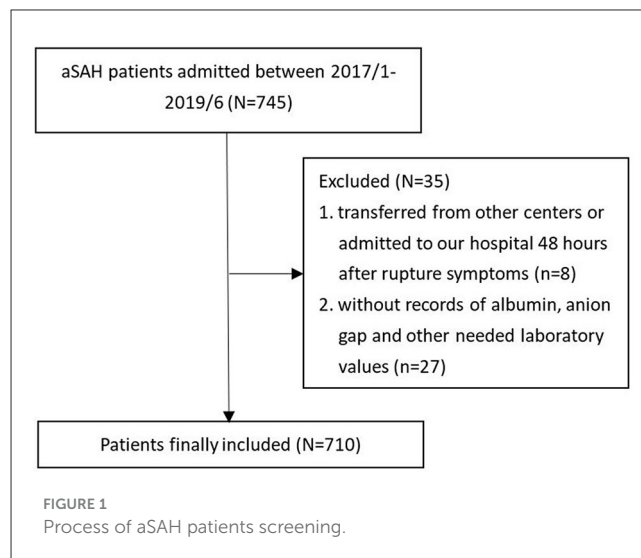 aSAH patients admitted between 2017/1-
2019/6 (N=745)
Excluded (N=35)
1. transferred from other centers or
admitted to our hospital 48 hours
after rupture symptoms (n=8)
2. without records of albumin, anion
gap and other needed laboratory
values (n=27)
Patients finally included (N=710)
FIGURE 1
Process of aSAH patients screening.